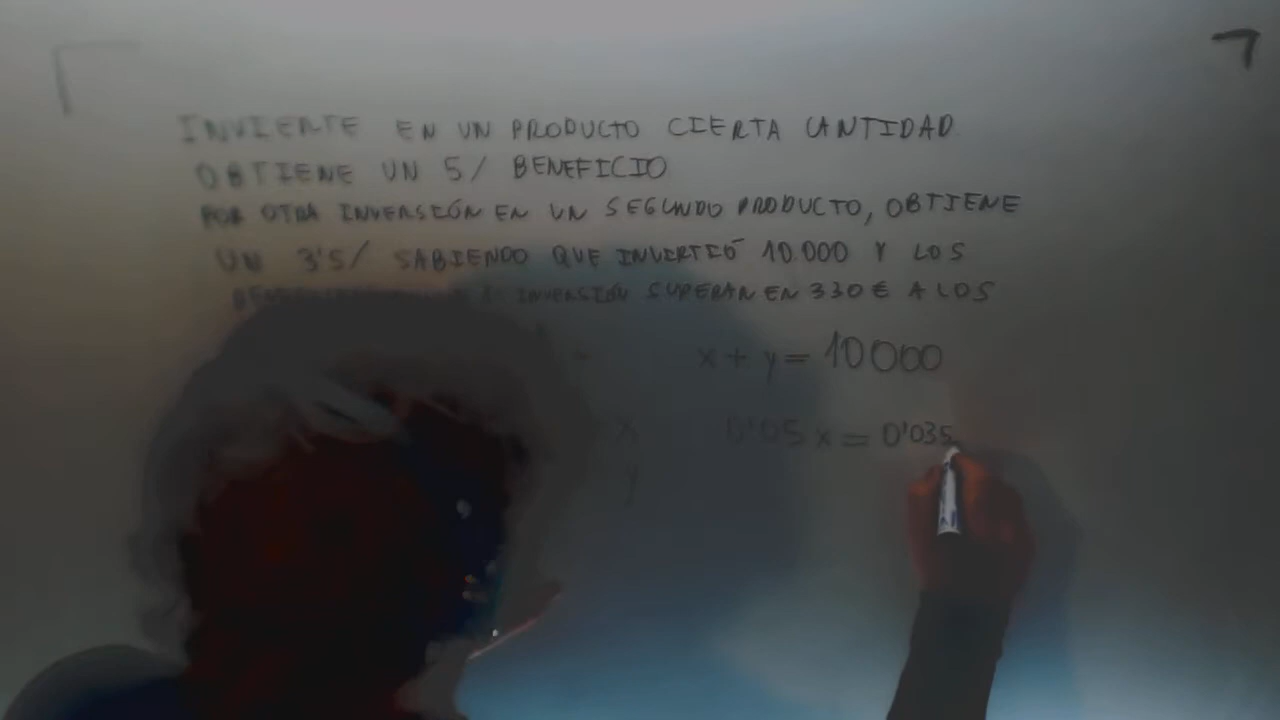 INVIERTE EN UN PRODUCTO CIERTA CANTIDAD
OBTIENE UN 5/ BENEFICIO
POR OTRA INVERSIÓN EN UN SEGUNDO PRODUCTO, OBTIENE
UN 3'5/ SABIENDO QUE INVIRTIÓ 10.000 Y LOS
INVERSIÓN SUPERAN EN 330 € A LOS
x + y = 10000
x 0'05 x = 0'035
y